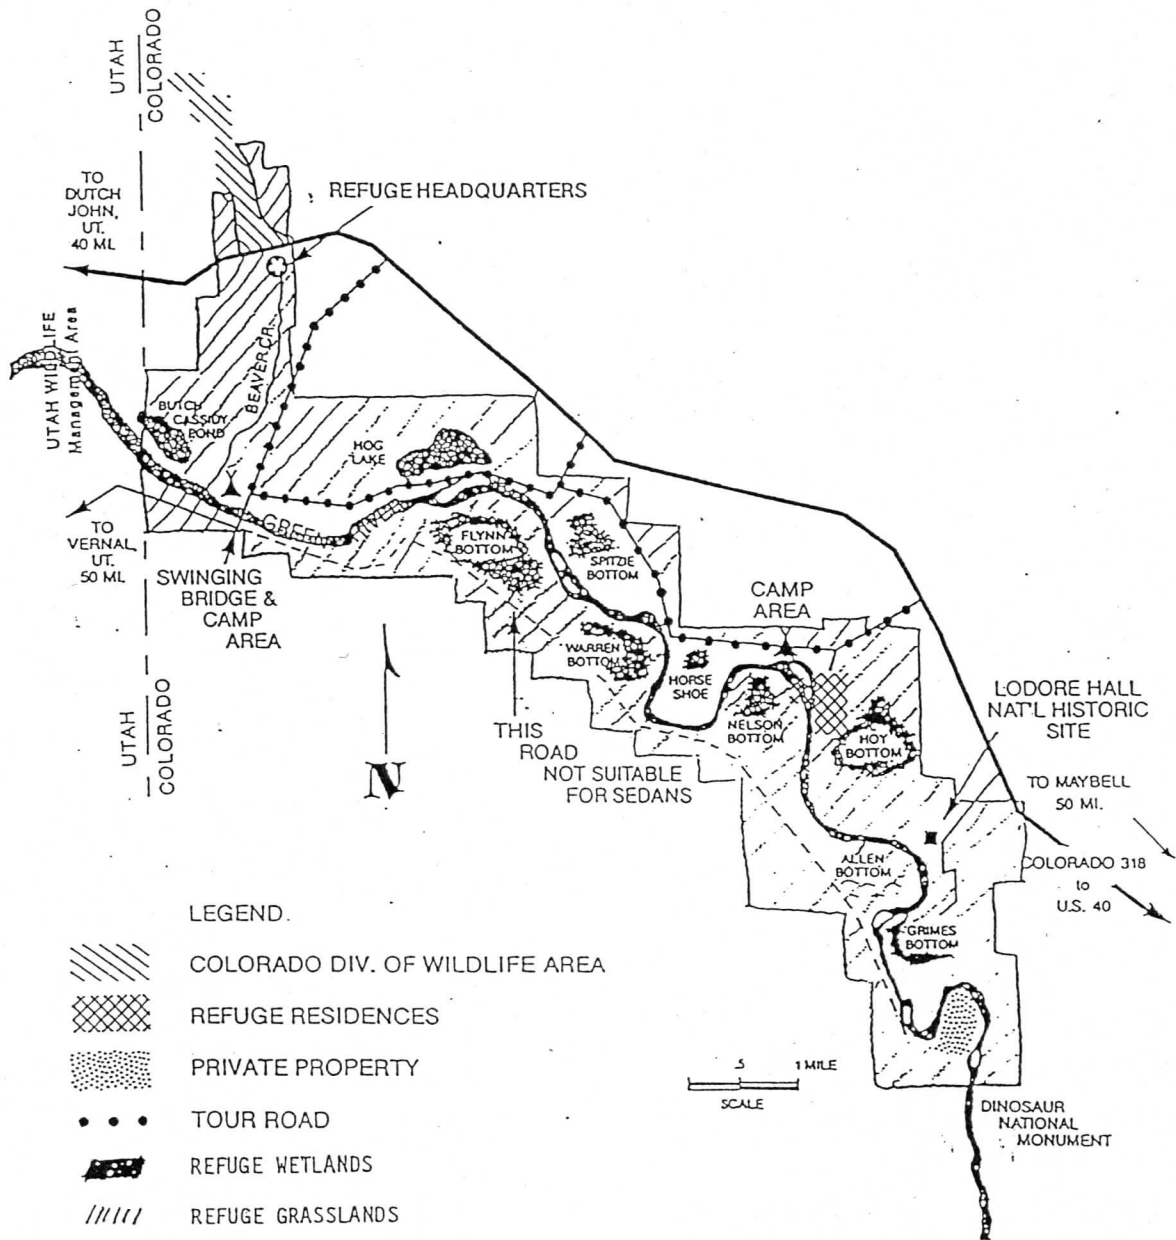 UTAH
COLORADO
TO
DUTCH
JOHN,
UT.
40 MI.
REFUGE HEADQUARTERS
UTAH WILDLIFE
Management Area
BEAVER CR.
BUTCH
CASSIDY
POND
HOG
LAKE
GREEN
TO
VERNAL,
UT.
50 MI.
FLYNN
BOTTOM
SPITZIE
BOTTOM
SWINGING
BRIDGE &
CAMP
AREA
CAMP
AREA
WARREN
BOTTOM
HORSE
SHOE
NELSON
BOTTOM
HOY
BOTTOM
LODORE HALL
NAT'L HISTORIC
SITE
UTAH
COLORADO
THIS
ROAD
NOT SUITABLE
FOR SEDANS
N
TO MAYBELL
50 MI.
COLORADO 318
to
U.S. 40
ALLEN
BOTTOM
GRIMES
BOTTOM
LEGEND.
COLORADO DIV. OF WILDLIFE AREA
REFUGE RESIDENCES
PRIVATE PROPERTY
TOUR ROAD
REFUGE WETLANDS
REFUGE GRASSLANDS
.5 1 MILE
SCALE
DINOSAUR
NATIONAL
MONUMENT